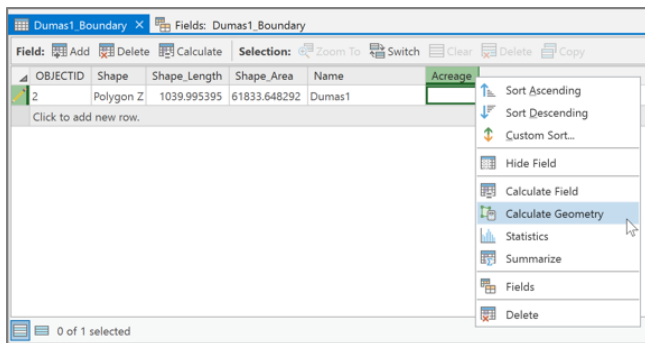 Dumas1_Boundary Fields: Dumas1_Boundary
Field: Add Delete Calculate Selection: Zoom To Switch Clear Delete Copy
OBJECTID Shape Shape_Length Shape_Area Name Acreage
2 Polygon Z 1039.995395 61833.648292 Dumas1
Click to add new row.
Sort Ascending
Sort Descending
Custom Sort...
Hide Field
Calculate Field
Calculate Geometry
Statistics
Summarize
Fields
Delete
0 of 1 selected